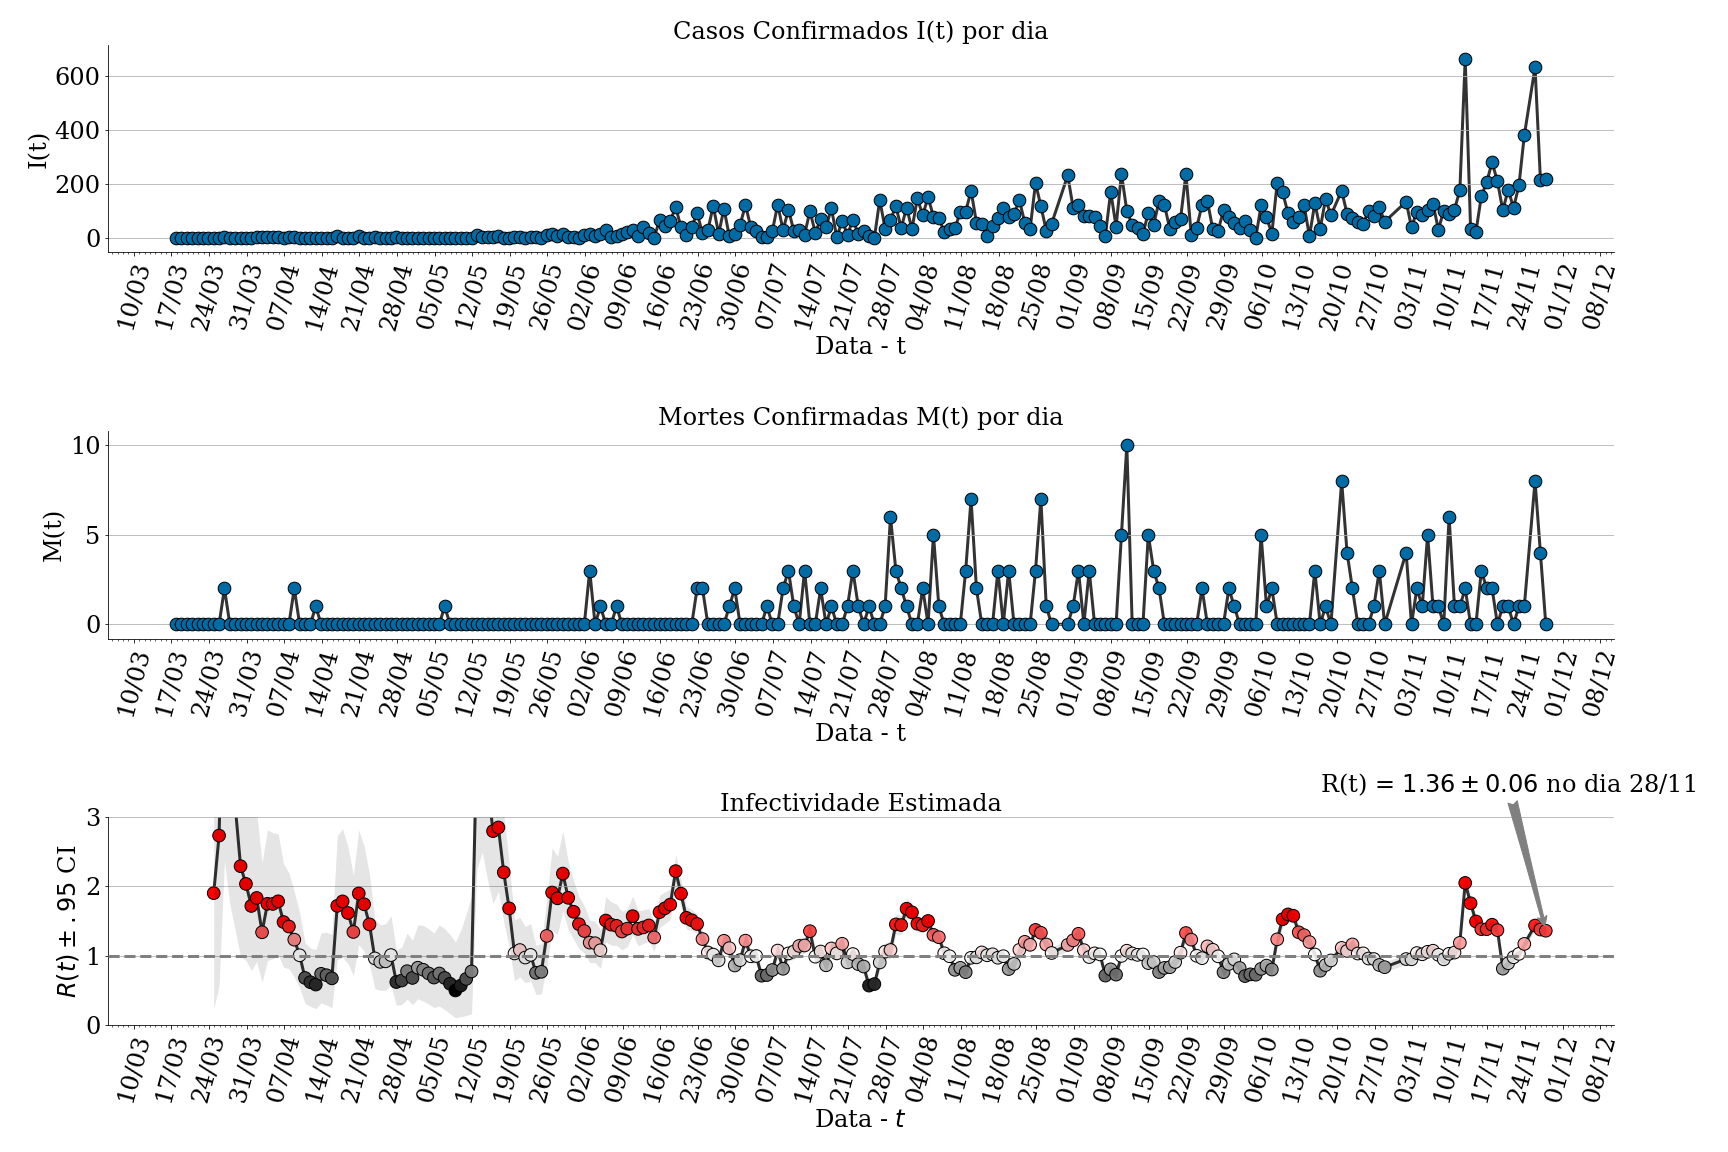 Casos Confirmados I(t) por dia
I(t)
600
400
200
0
10/03 17/03 24/03 31/03 07/04 14/04 21/04 28/04 05/05 12/05 19/05 26/05 02/06 09/06 16/06 23/06 30/06 07/07 14/07 21/07 28/07 04/08 11/08 18/08 25/08 01/09 08/09 15/09 22/09 29/09 06/10 13/10 20/10 27/10 03/11 10/11 17/11 24/11 01/12 08/12
Data - t
Mortes Confirmadas M(t) por dia
M(t)
10
5
0
10/03 17/03 24/03 31/03 07/04 14/04 21/04 28/04 05/05 12/05 19/05 26/05 02/06 09/06 16/06 23/06 30/06 07/07 14/07 21/07 28/07 04/08 11/08 18/08 25/08 01/09 08/09 15/09 22/09 29/09 06/10 13/10 20/10 27/10 03/11 10/11 17/11 24/11 01/12 08/12
Data - t
R(t) = 1.36 ± 0.06 no dia 28/11
Infectividade Estimada
R(t) ± .95 CI
3
2
1
0
10/03 17/03 24/03 31/03 07/04 14/04 21/04 28/04 05/05 12/05 19/05 26/05 02/06 09/06 16/06 23/06 30/06 07/07 14/07 21/07 28/07 04/08 11/08 18/08 25/08 01/09 08/09 15/09 22/09 29/09 06/10 13/10 20/10 27/10 03/11 10/11 17/11 24/11 01/12 08/12
Data - t